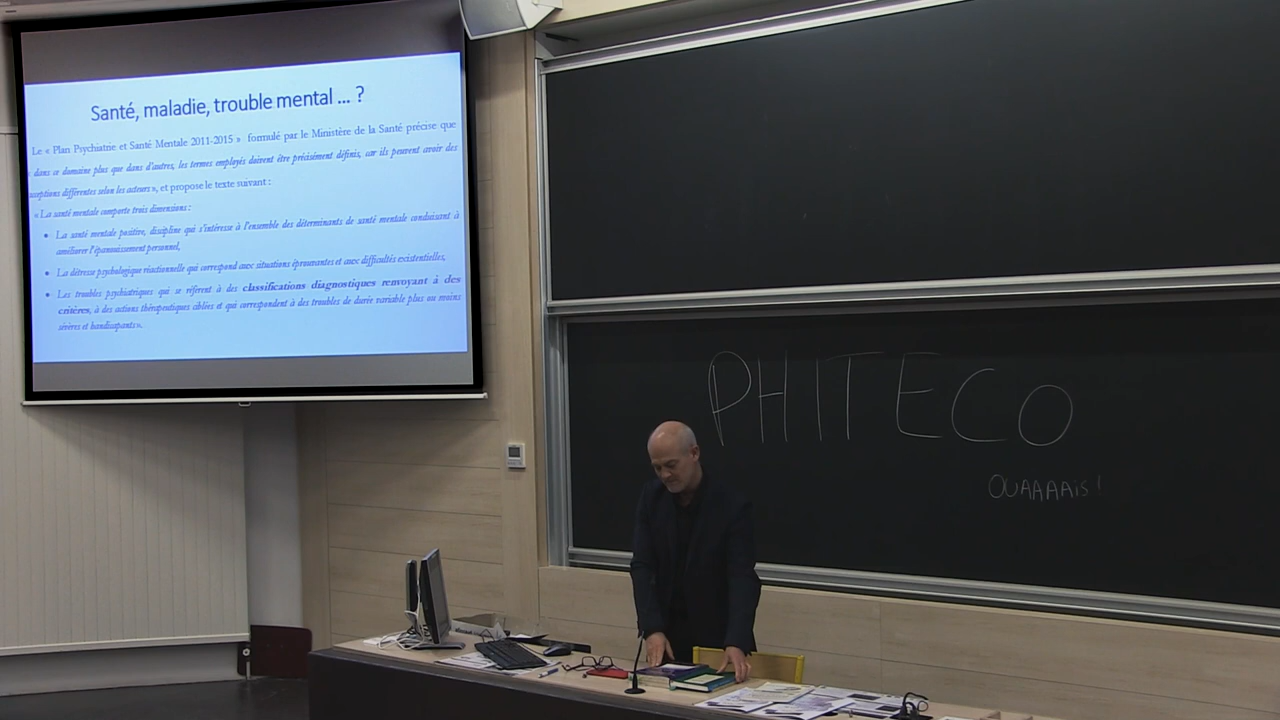 Santé, maladie, trouble mental ... ?
Le « Plan Psychiatrie et Santé Mentale 2011-2015 » formulé par le Ministère de la Santé précise que
dans ce domaine plus que dans d'autres, les termes employés doivent être précisément définis, car ils peuvent avoir des
acceptions différentes selon les acteurs », et propose le texte suivant :
« La santé mentale comporte trois dimensions :
• La santé mentale positive, discipline qui s'intéresse à l'ensemble des déterminants de santé mentale conduisant à
améliorer l'épanouissement personnel,
• La détresse psychologique réactionnelle qui correspond aux situations éprouvantes et aux difficultés existentielles,
• Les troubles psychiatriques qui se réfèrent à des classifications diagnostiques renvoyant à des
critères, à des actions thérapeutiques ciblées et qui correspondent à des troubles de durée variable plus ou moins
sévères et handicapants ».
PHITECO
OUAAAAiS !